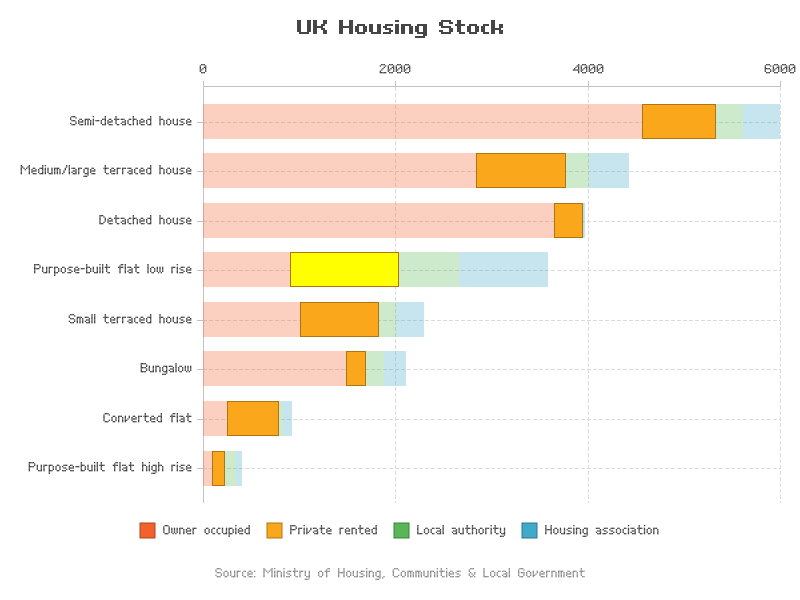 UK Housing Stock
0 2000 4000 6000
Semi-detached house
Medium/large terraced house
Detached house
Purpose-built flat low rise
Small terraced house
Bungalow
Converted flat
Purpose-built flat high rise
Owner occupied Private rented Local authority Housing association
Source: Ministry of Housing, Communities & Local Government